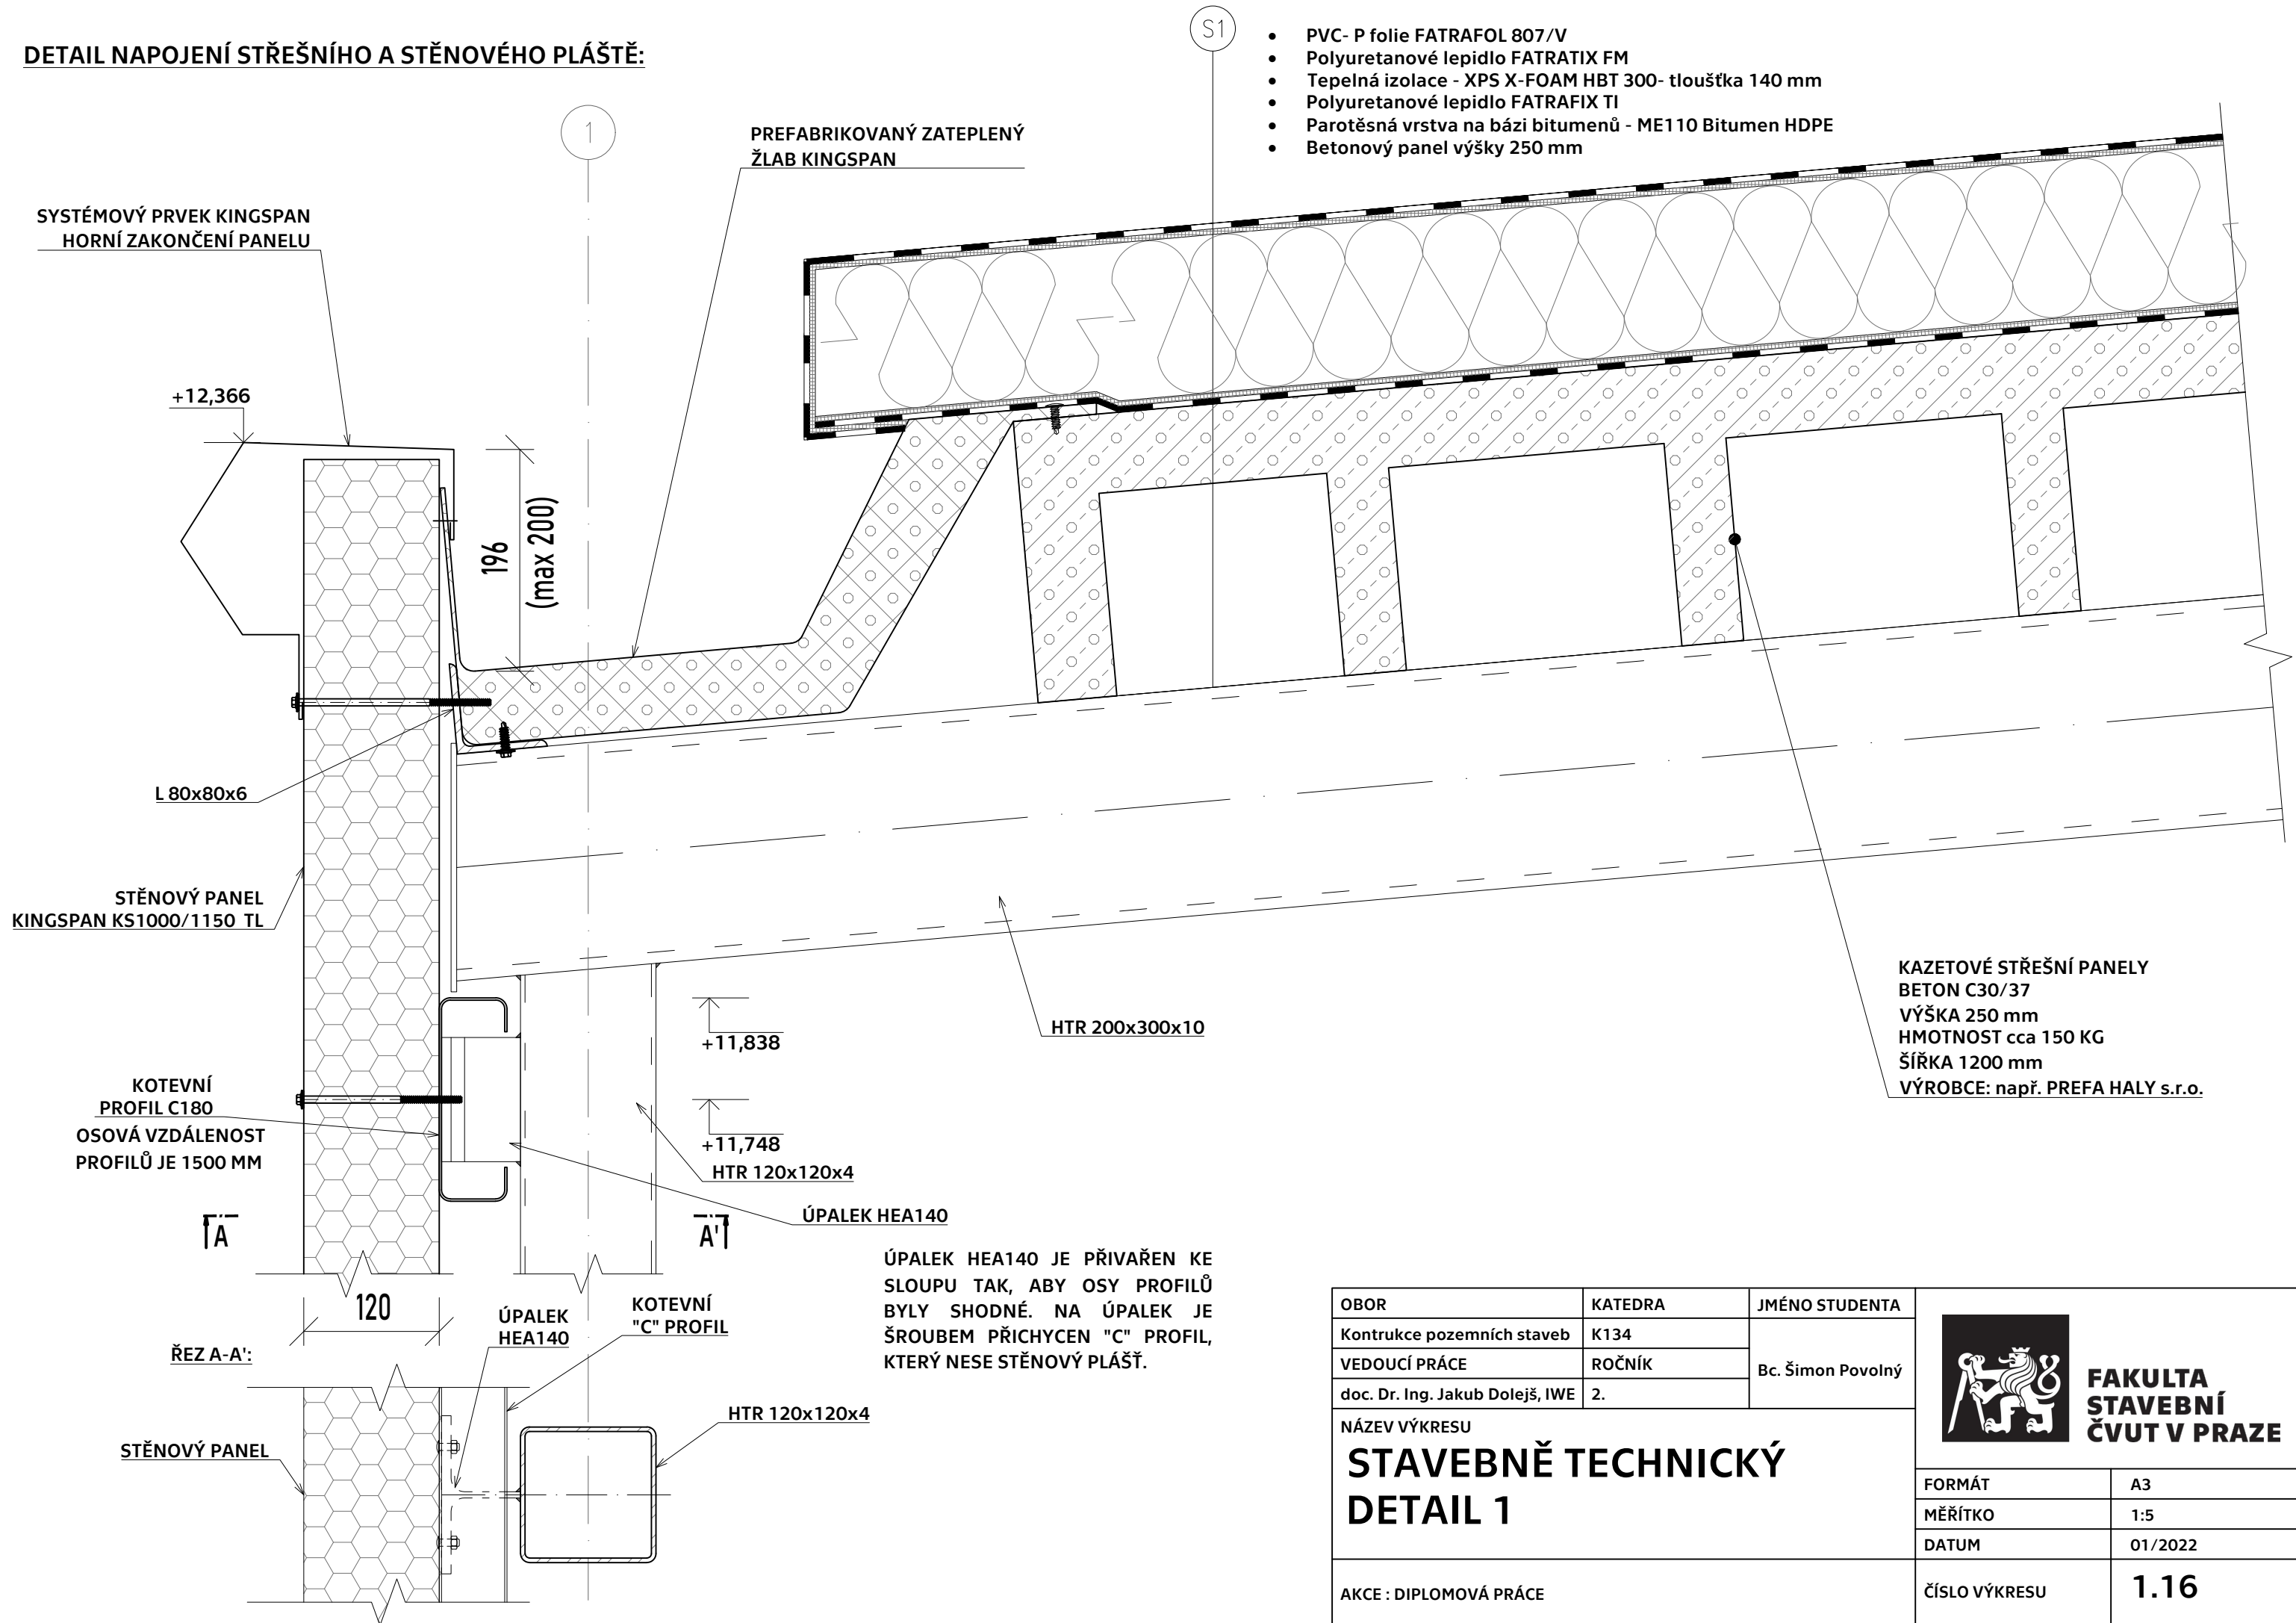 DETAIL NAPOJENÍ STŘEŠNÍHO A STĚNOVÉHO PLÁŠTĚ:
S1
• PVC- P folie FATRAFOL 807/V
• Polyuretanové lepidlo FATRATIX FM
• Tepelná izolace - XPS X-FOAM HBT 300- tloušťka 140 mm
• Polyuretanové lepidlo FATRAFIX TI
• Parotěsná vrstva na bázi bitumenů - ME110 Bitumen HDPE
• Betonový panel výšky 250 mm
1
PREFABRIKOVANÝ ZATEPLENÝ
ŽLAB KINGSPAN
SYSTÉMOVÝ PRVEK KINGSPAN
HORNÍ ZAKONČENÍ PANELU
+12,366
196
(max 200)
L 80x80x6
STĚNOVÝ PANEL
KINGSPAN KS1000/1150 TL
HTR 200x300x10
KAZETOVÉ STŘEŠNÍ PANELY
BETON C30/37
VÝŠKA 250 mm
HMOTNOST cca 150 KG
ŠÍŘKA 1200 mm
VÝROBCE: např. PREFA HALY s.r.o.
+11,838
KOTEVNÍ
PROFIL C180
OSOVÁ VZDÁLENOST
PROFILŮ JE 1500 MM
+11,748
HTR 120x120x4
ÚPALEK HEA140
A
A'
ÚPALEK HEA140 JE PŘIVAŘEN KE
SLOUPU TAK, ABY OSY PROFILŮ
BYLY SHODNÉ. NA ÚPALEK JE
ŠROUBEM PŘICHYCEN "C" PROFIL,
KTERÝ NESE STĚNOVÝ PLÁŠŤ.
120
ÚPALEK
HEA140
KOTEVNÍ
"C" PROFIL
ŘEZ A-A':
HTR 120x120x4
STĚNOVÝ PANEL
OBOR
KATEDRA
JMÉNO STUDENTA
Kontrukce pozemních staveb
K134
Bc. Šimon Povolný
VEDOUCÍ PRÁCE
ROČNÍK
doc. Dr. Ing. Jakub Dolejš, IWE
2.
NÁZEV VÝKRESU
STAVEBNĚ TECHNICKÝ
DETAIL 1
AKCE : DIPLOMOVÁ PRÁCE
FAKULTA
STAVEBNÍ
ČVUT V PRAZE
FORMÁT
A3
MĚŘÍTKO
1:5
DATUM
01/2022
ČÍSLO VÝKRESU
1.16